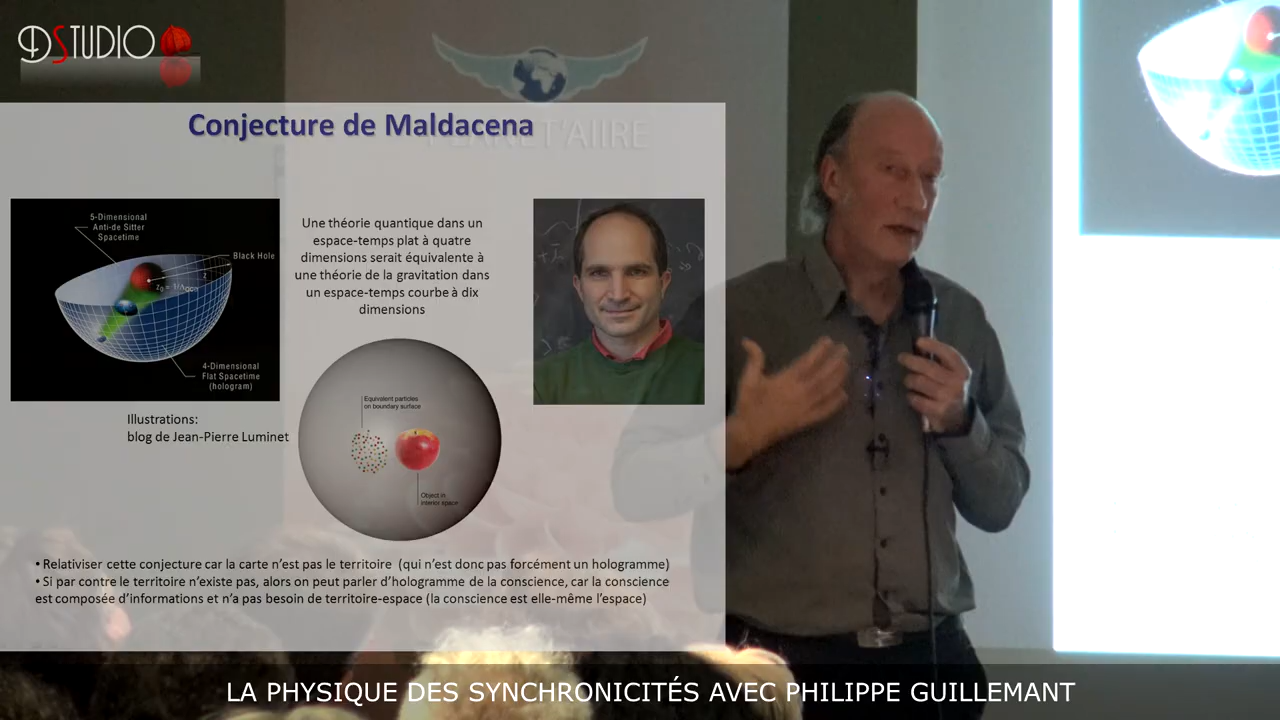 DSTUDIO
PLANET'AIIRE
Conjecture de Maldacena
5-Dimensional
Anti-de Sitter
Spacetime
Black Hole
z
4-Dimensional
Flat Spacetime
(hologram)
Illustrations:
blog de Jean-Pierre Luminet
Une théorie quantique dans un
espace-temps plat à quatre
dimensions serait équivalente à
une théorie de la gravitation dans
un espace-temps courbe à dix
dimensions
Equivalent particles
on boundary surface
Object in
interior space
• Relativiser cette conjecture car la carte n'est pas le territoire (qui n'est donc pas forcément un hologramme)
• Si par contre le territoire n'existe pas, alors on peut parler d'hologramme de la conscience, car la conscience
est composée d'informations et n'a pas besoin de territoire-espace (la conscience est elle-même l'espace)
LA PHYSIQUE DES SYNCHRONICITÉS AVEC PHILIPPE GUILLEMANT